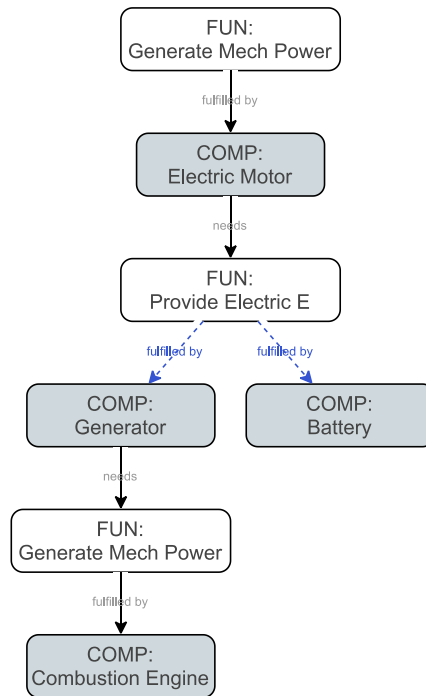 FUN:
Generate Mech Power
fulfilled by
COMP:
Electric Motor
needs
FUN:
Provide Electric E
fulfilled by
fulfilled by
COMP:
Generator
COMP:
Battery
needs
FUN:
Generate Mech Power
fulfilled by
COMP:
Combustion Engine